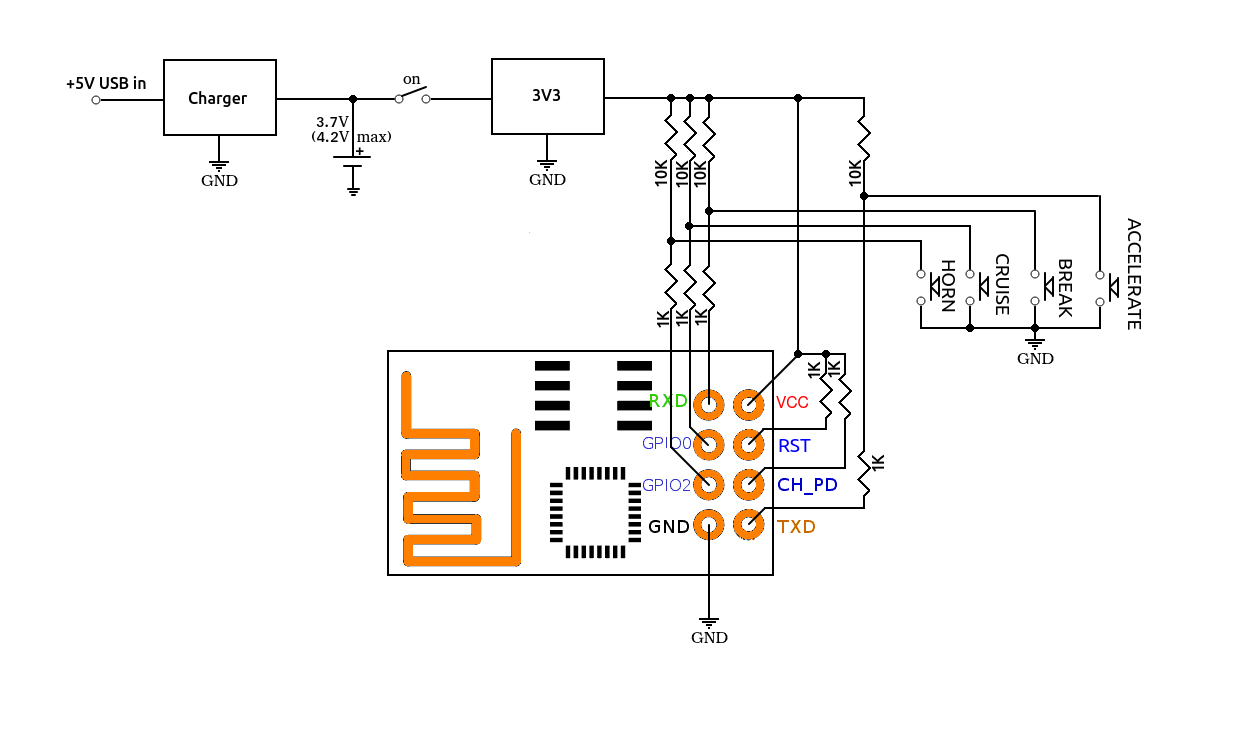 +5V USB in
Charger
GND
3.7V
(4.2V max)
+
on
3V3
GND
10K
10K
10K
10K
1K
1K
1K
HORN
CRUISE
BREAK
ACCELERATE
GND
1K
1K
1K
RXD
VCC
GPIO0
RST
GPIO2
CH_PD
GND
TXD
GND